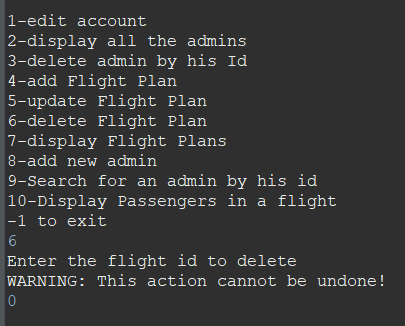 1-edit account
2-display all the admins
3-delete admin by his Id
4-add Flight Plan
5-update Flight Plan
6-delete Flight Plan
7-display Flight Plans
8-add new admin
9-Search for an admin by his id
10-Display Passengers in a flight
-1 to exit
6
Enter the flight id to delete
WARNING: This action cannot be undone!
0